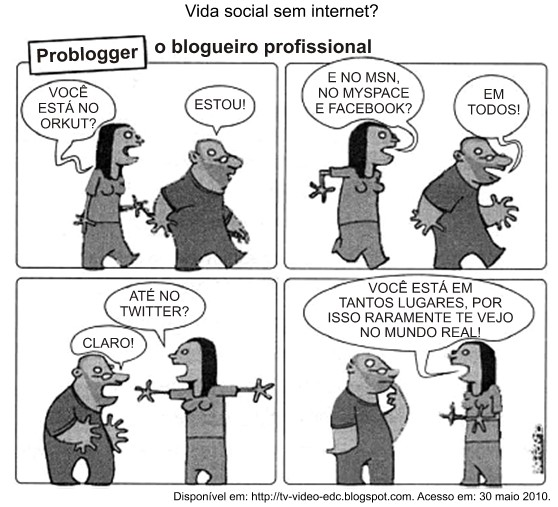 Vida social sem internet?
Problogger o blogueiro profissional
VOCÊ
ESTÁ NO
ORKUT?
ESTOU!
E NO MSN,
NO MYSPACE
E FACEBOOK?
EM
TODOS!
ATÉ NO
TWITTER?
CLARO!
VOCÊ ESTÁ EM
TANTOS LUGARES, POR
ISSO RARAMENTE TE VEJO
NO MUNDO REAL!
Disponível em: http://tv-video-edc.blogspot.com. Acesso em: 30 maio 2010.